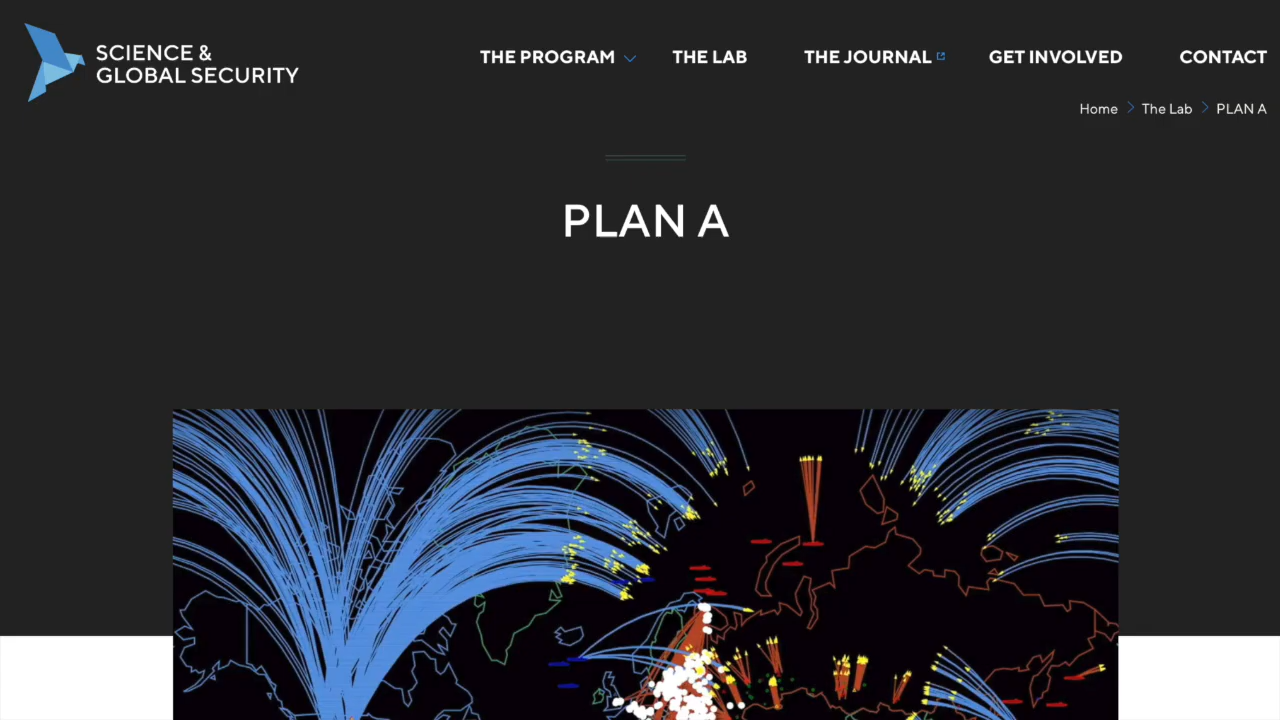 SCIENCE &
GLOBAL SECURITY
THE PROGRAM
THE LAB
THE JOURNAL
GET INVOLVED
CONTACT
Home
The Lab
PLAN A
PLAN A